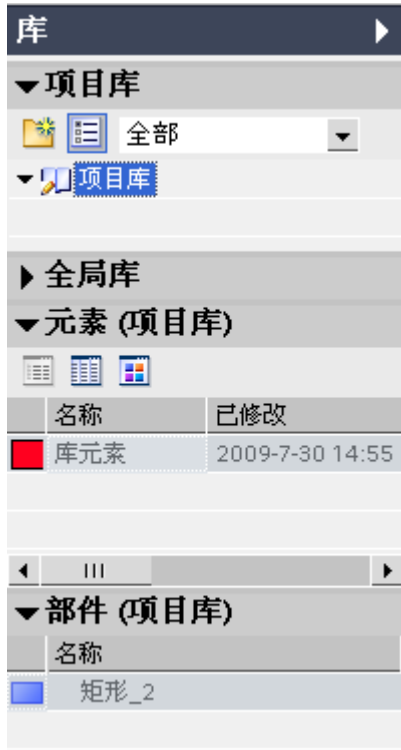 库
项目库
全部
项目库
全局库
元素 (项目库)
名称 已修改
库元素 2009-7-30 14:55
部件 (项目库)
名称
矩形_2